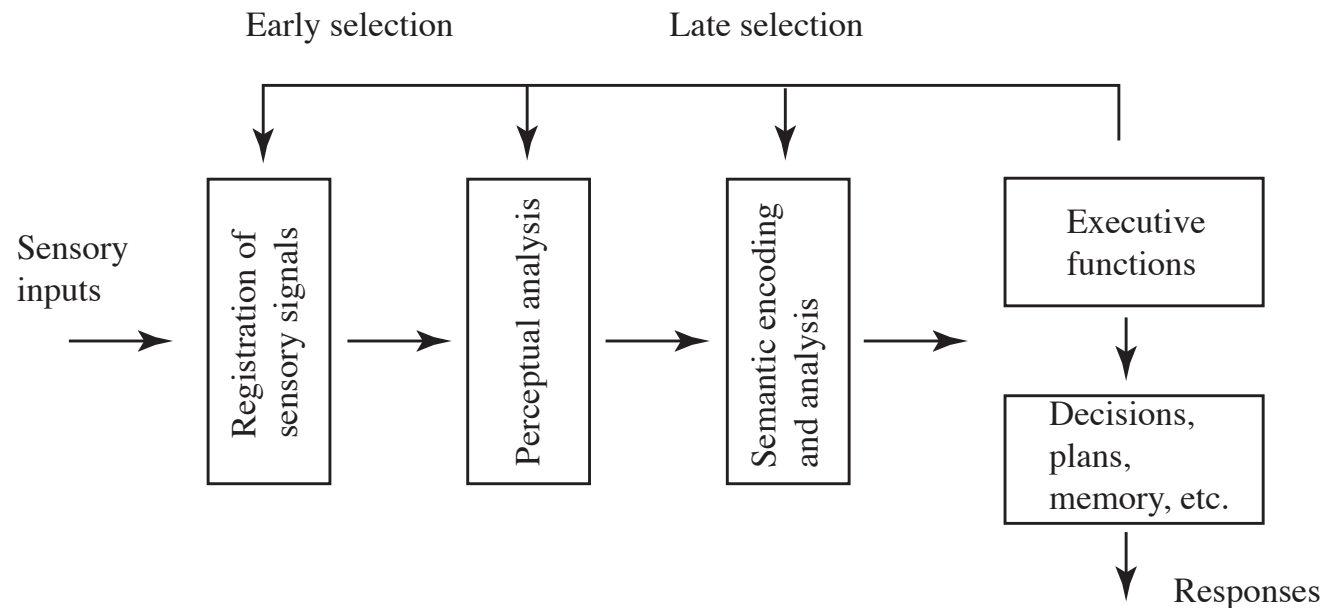 Early selection
Late selection
Sensory
inputs
Registration of
sensory signals
Perceptual analysis
Semantic encoding
and analysis
Executive
functions
Decisions,
plans,
memory, etc.
Responses